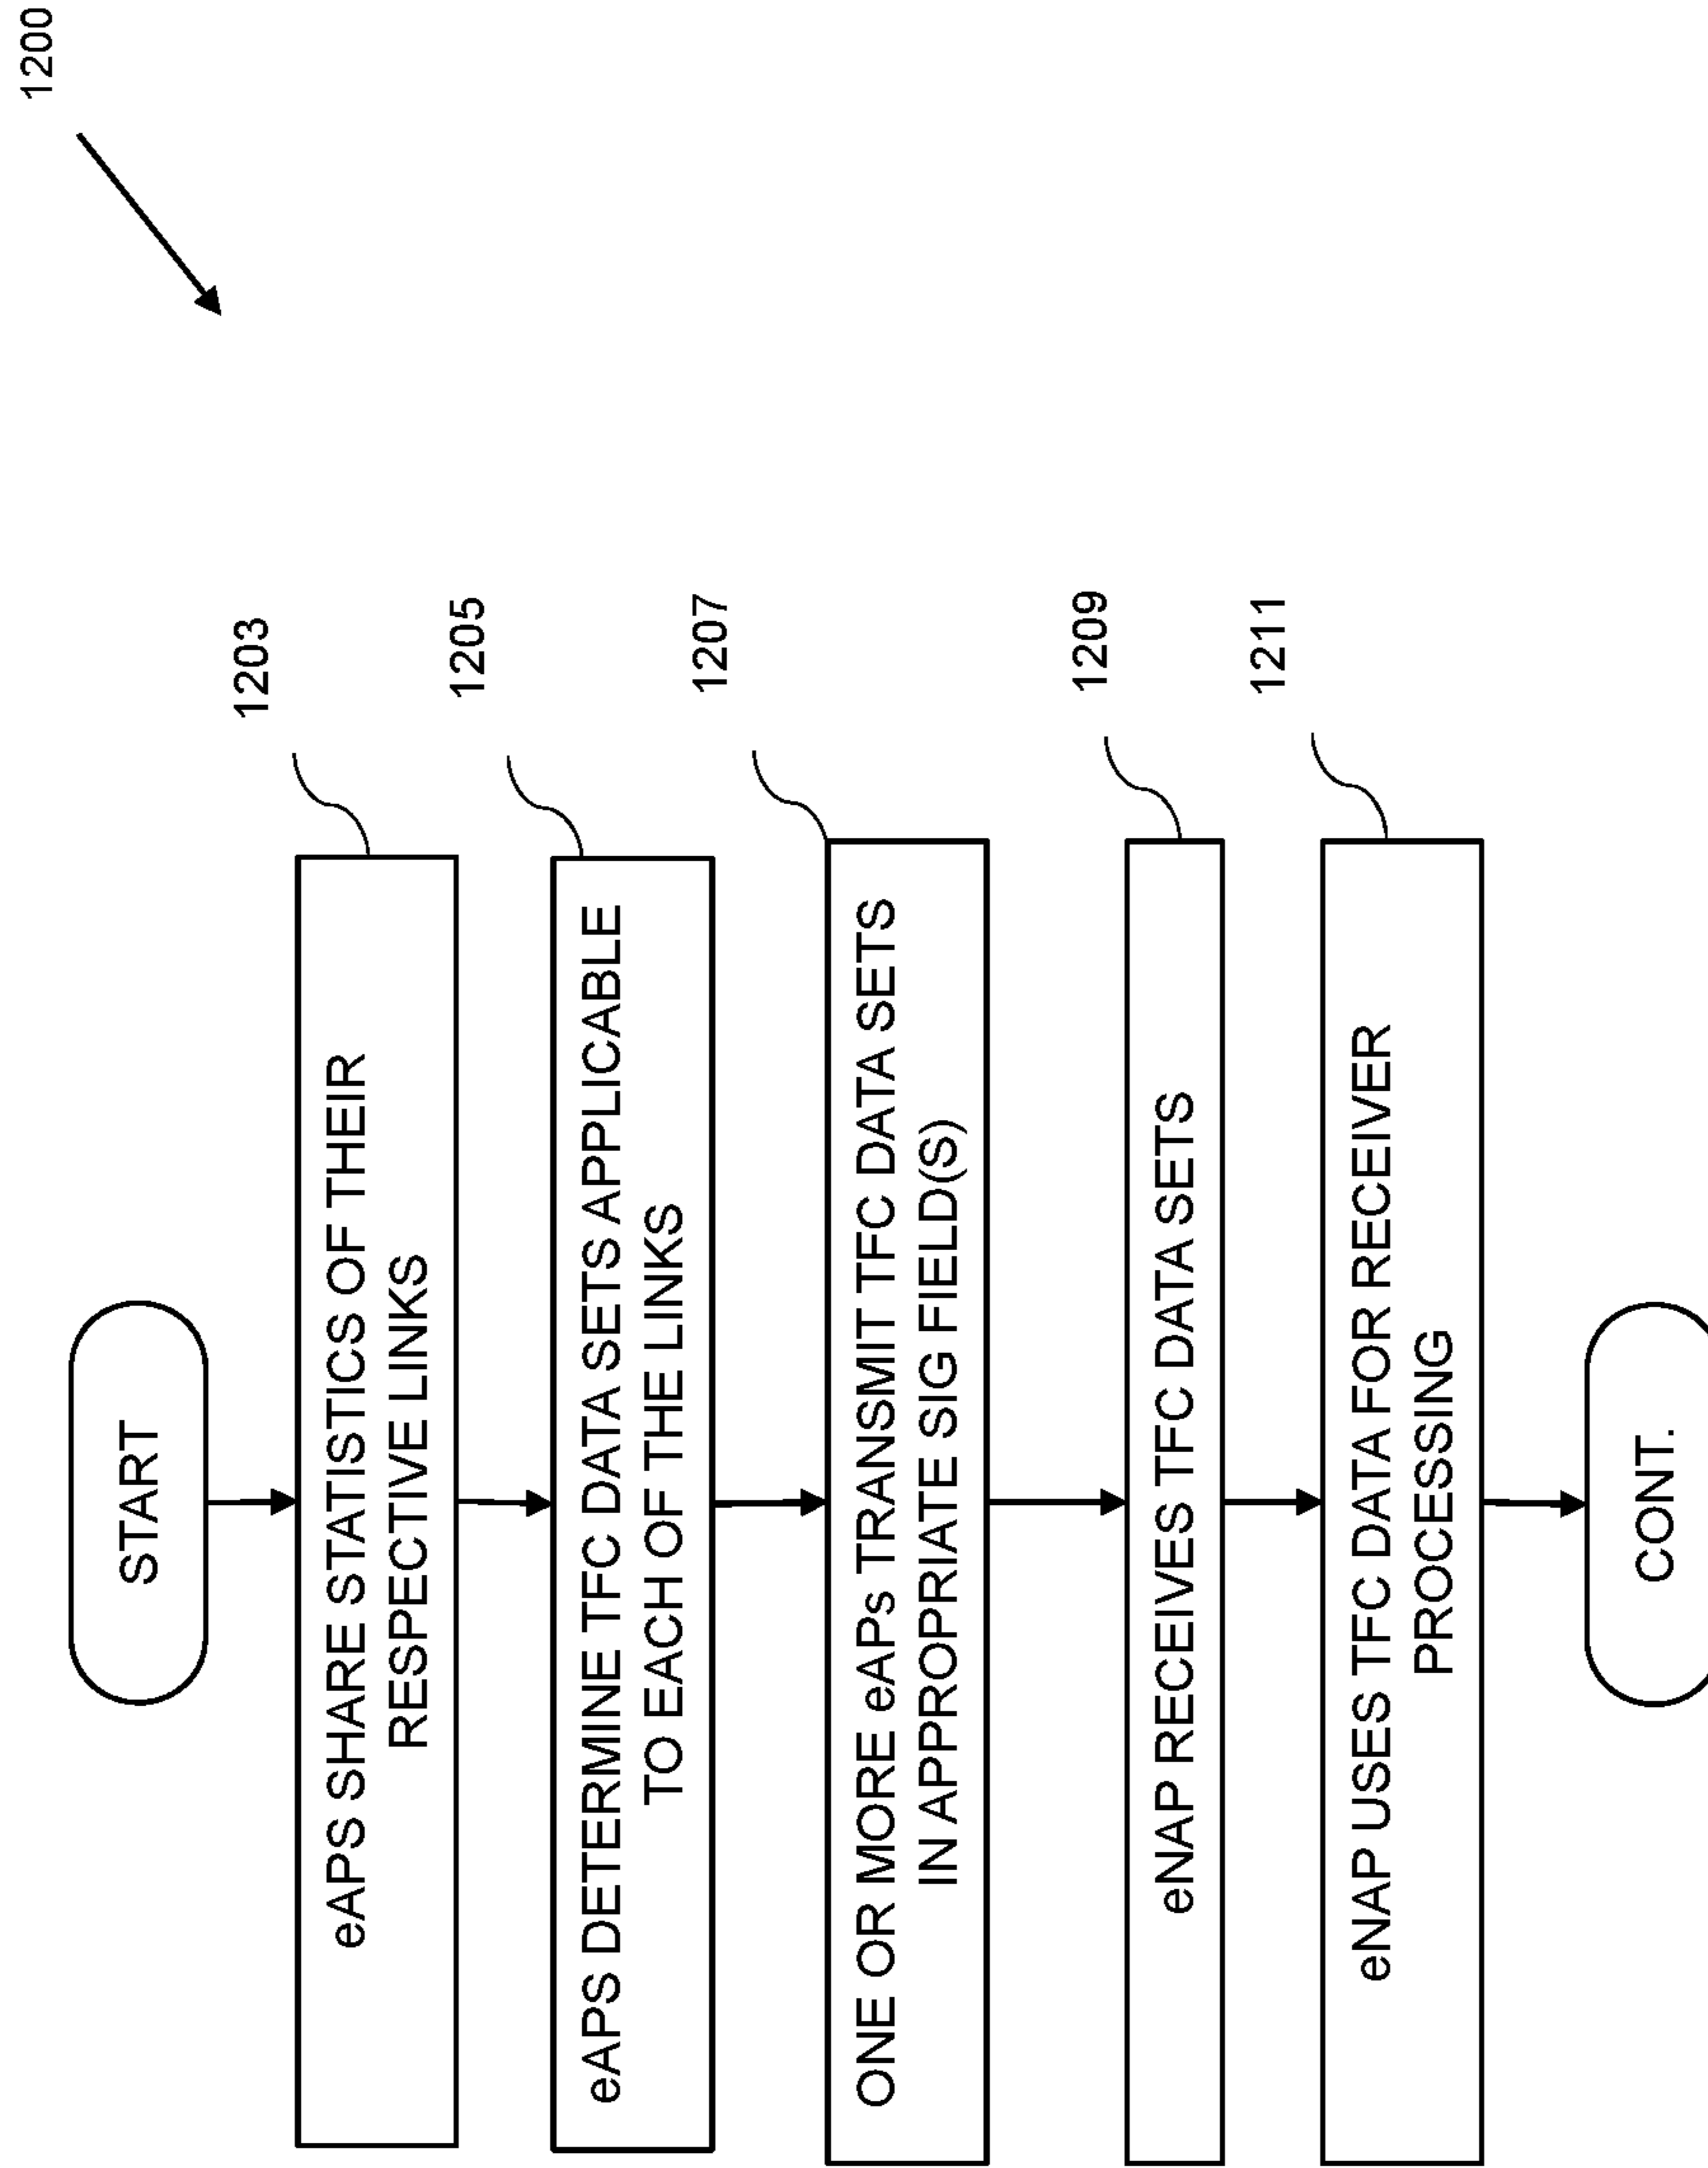 1200
START
1203
eAPS SHARE STATISTICS OF THEIR
RESPECTIVE LINKS
1205
eAPS DETERMINE TFC DATA SETS APPLICABLE
TO EACH OF THE LINKS
1207
ONE OR MORE eAPs TRANSMIT TFC DATA SETS
IN APPROPRIATE SIG FIELD(S)
1209
eNAP RECEIVES TFC DATA SETS
1211
eNAP USES TFC DATA FOR RECEIVER
PROCESSING
CONT.